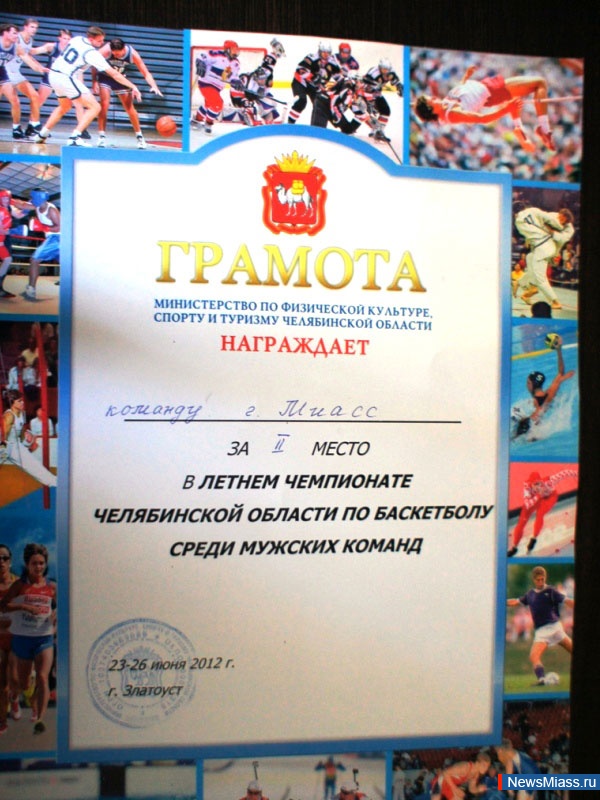 ГРАМОТА
МИНИСТЕРСТВО ПО ФИЗИЧЕСКОЙ КУЛЬТУРЕ,
СПОРТУ И ТУРИЗМУ ЧЕЛЯБИНСКОЙ ОБЛАСТИ
НАГРАЖДАЕТ
команду г. Миасс
ЗА II МЕСТО
В ЛЕТНЕМ ЧЕМПИОНАТЕ
ЧЕЛЯБИНСКОЙ ОБЛАСТИ ПО БАСКЕТБОЛУ
СРЕДИ МУЖСКИХ КОМАНД
23-26 июня 2012 г.
г. Златоуст
NewsMiass.ru